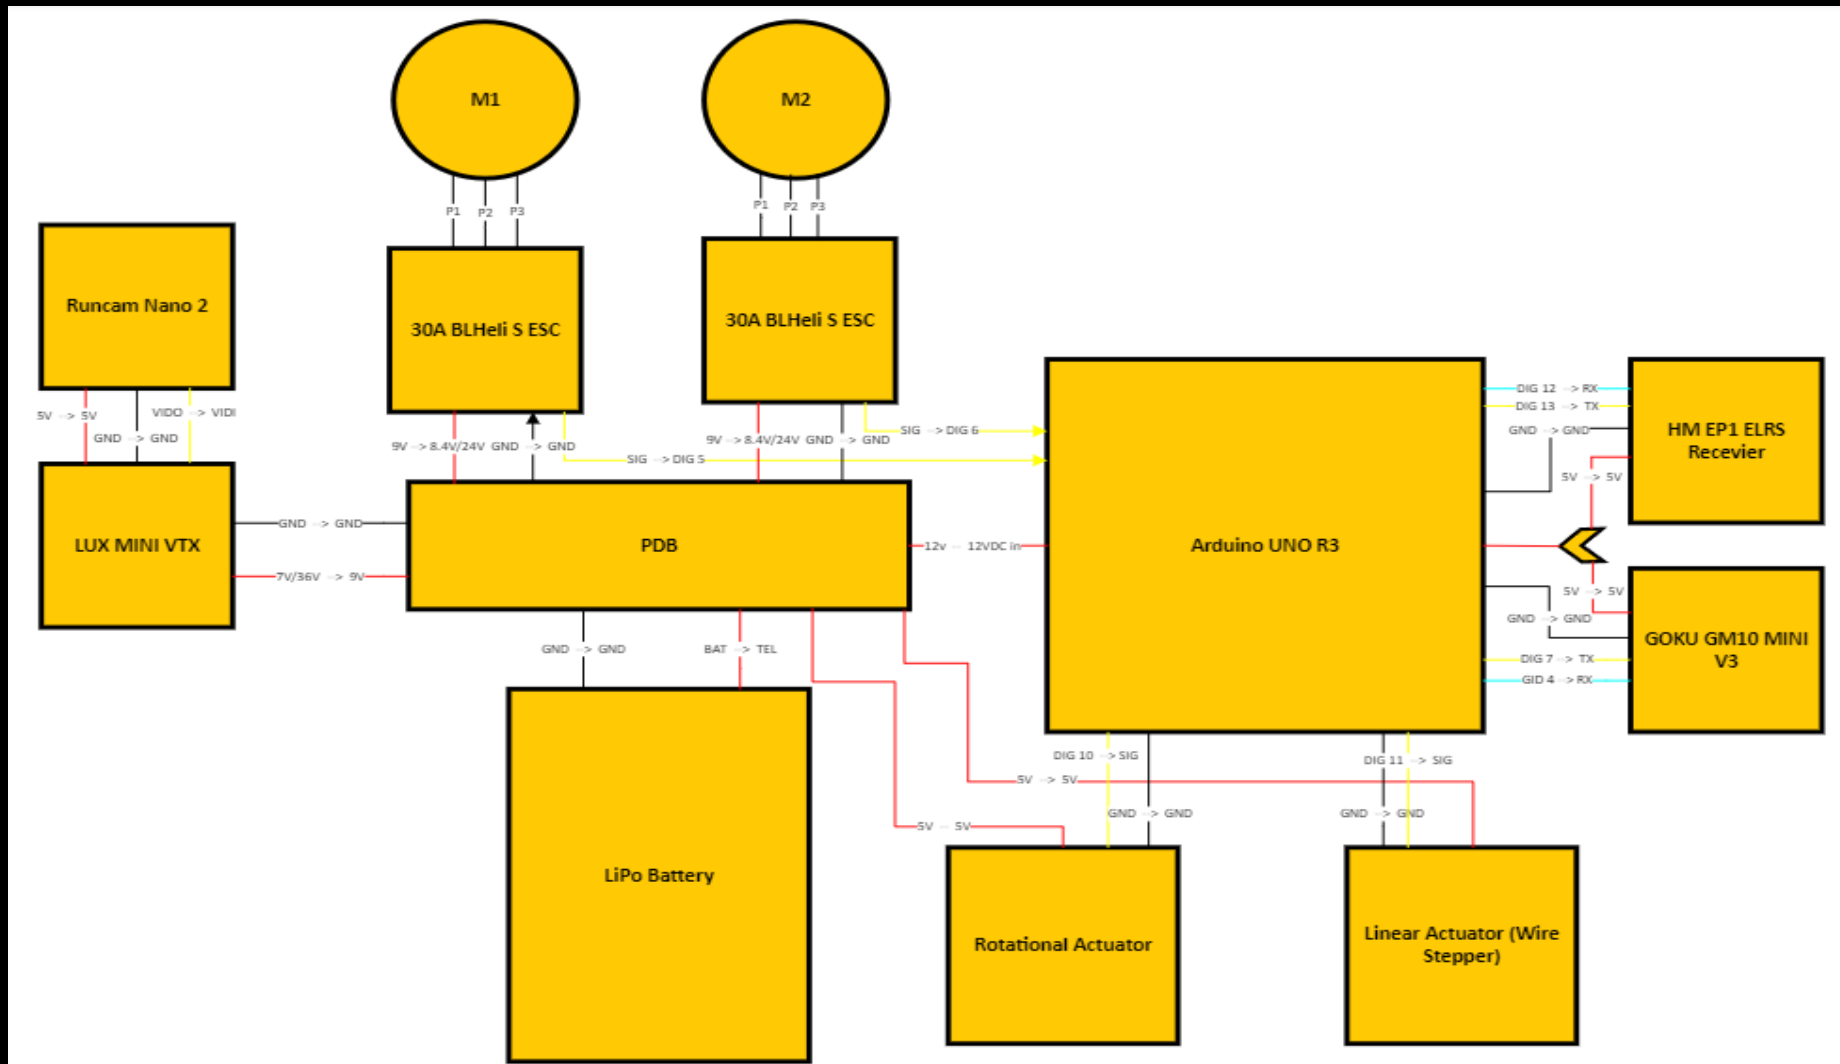 M1
M2
P1
P2
P3
P1
P2
P3
Runcam Nano 2
30A BLHeli S ESC
30A BLHeli S ESC
5V --> 5V
VIDO --> VIDI
GND --> GND
9V --> 8.4V/24V
GND --> GND
SIG --> DIG 5
9V --> 8.4V/24V
GND --> GND
SIG --> DIG 6
DIG 12 --> RX
DIG 13 --> TX
GND --> GND
5V --> 5V
HM EP1 ELRS
Recevier
LUX MINI VTX
GND --> GND
7V/36V --> 9V
PDB
12v -- 12VDC in
Arduino UNO R3
5V --> 5V
GND --> GND
DIG 7 --> TX
GID 4 --> RX
GOKU GM10 MINI
V3
GND --> GND
BAT --> TEL
DIG 10 --> SIG
GND --> GND
5V --> 5V
5V -- 5V
DIG 11 --> SIG
GND --> GND
LiPo Battery
Rotational Actuator
Linear Actuator (Wire
Stepper)